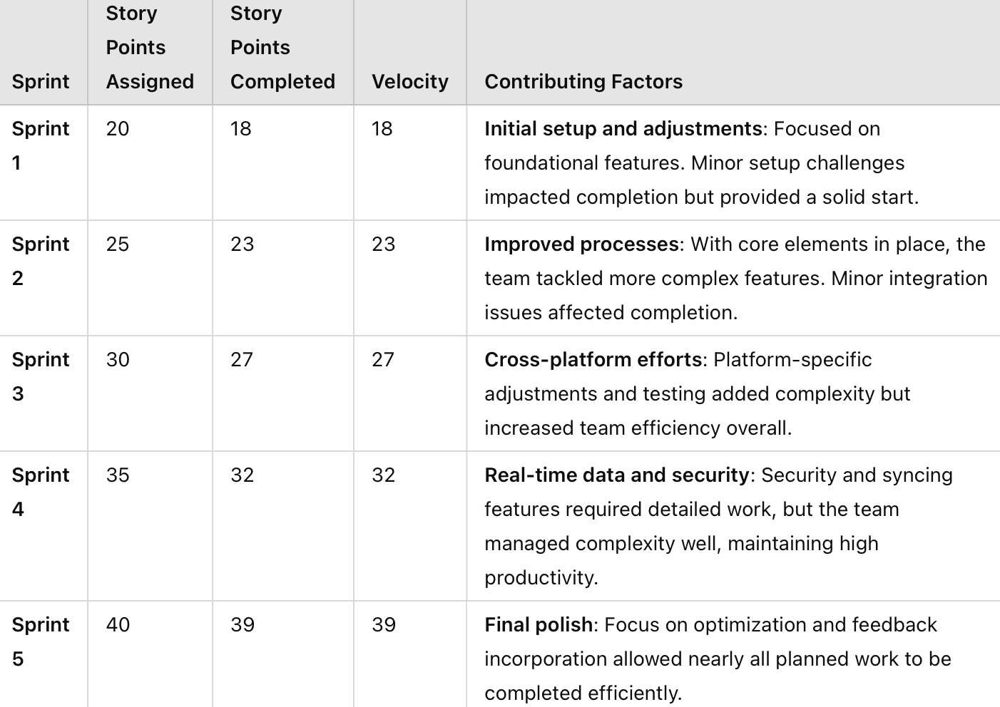 Sprint
Story
Points
Assigned
Story
Points
Completed
Velocity
Contributing Factors
Sprint
1
20
18
18
Initial setup and adjustments: Focused on
foundational features. Minor setup challenges
impacted completion but provided a solid start.
Sprint
2
25
23
23
Improved processes: With core elements in place, the
team tackled more complex features. Minor integration
issues affected completion.
Sprint
3
30
27
27
Cross-platform efforts: Platform-specific
adjustments and testing added complexity but
increased team efficiency overall.
Sprint
4
35
32
32
Real-time data and security: Security and syncing
features required detailed work, but the team
managed complexity well, maintaining high
productivity.
Sprint
5
40
39
39
Final polish: Focus on optimization and feedback
incorporation allowed nearly all planned work to be
completed efficiently.